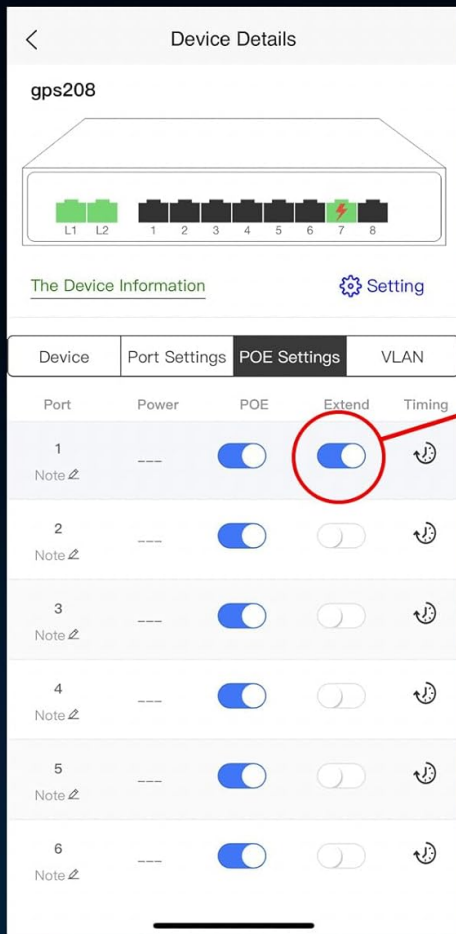 Device Details
gps208
L1 L2 1 2 3 4 5 6 7 8
The Device Information Setting
Device Port Settings POE Settings VLAN
Port Power POE Extend Timing
1
Note ---
2
Note ---
3
Note ---
4
Note ---
5
Note ---
6
Note ---